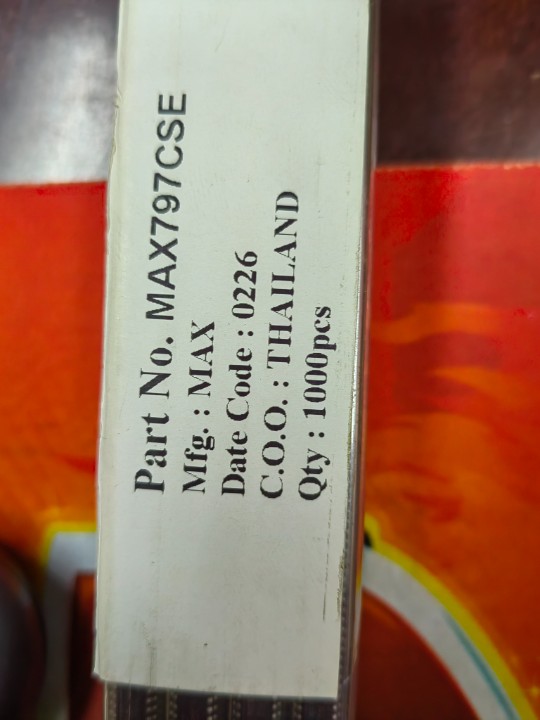 Part No. MAX797CSE
Mfg. : MAX
Date Code : 0226
C.O.O. : THAILAND
Qty : 1000pcs